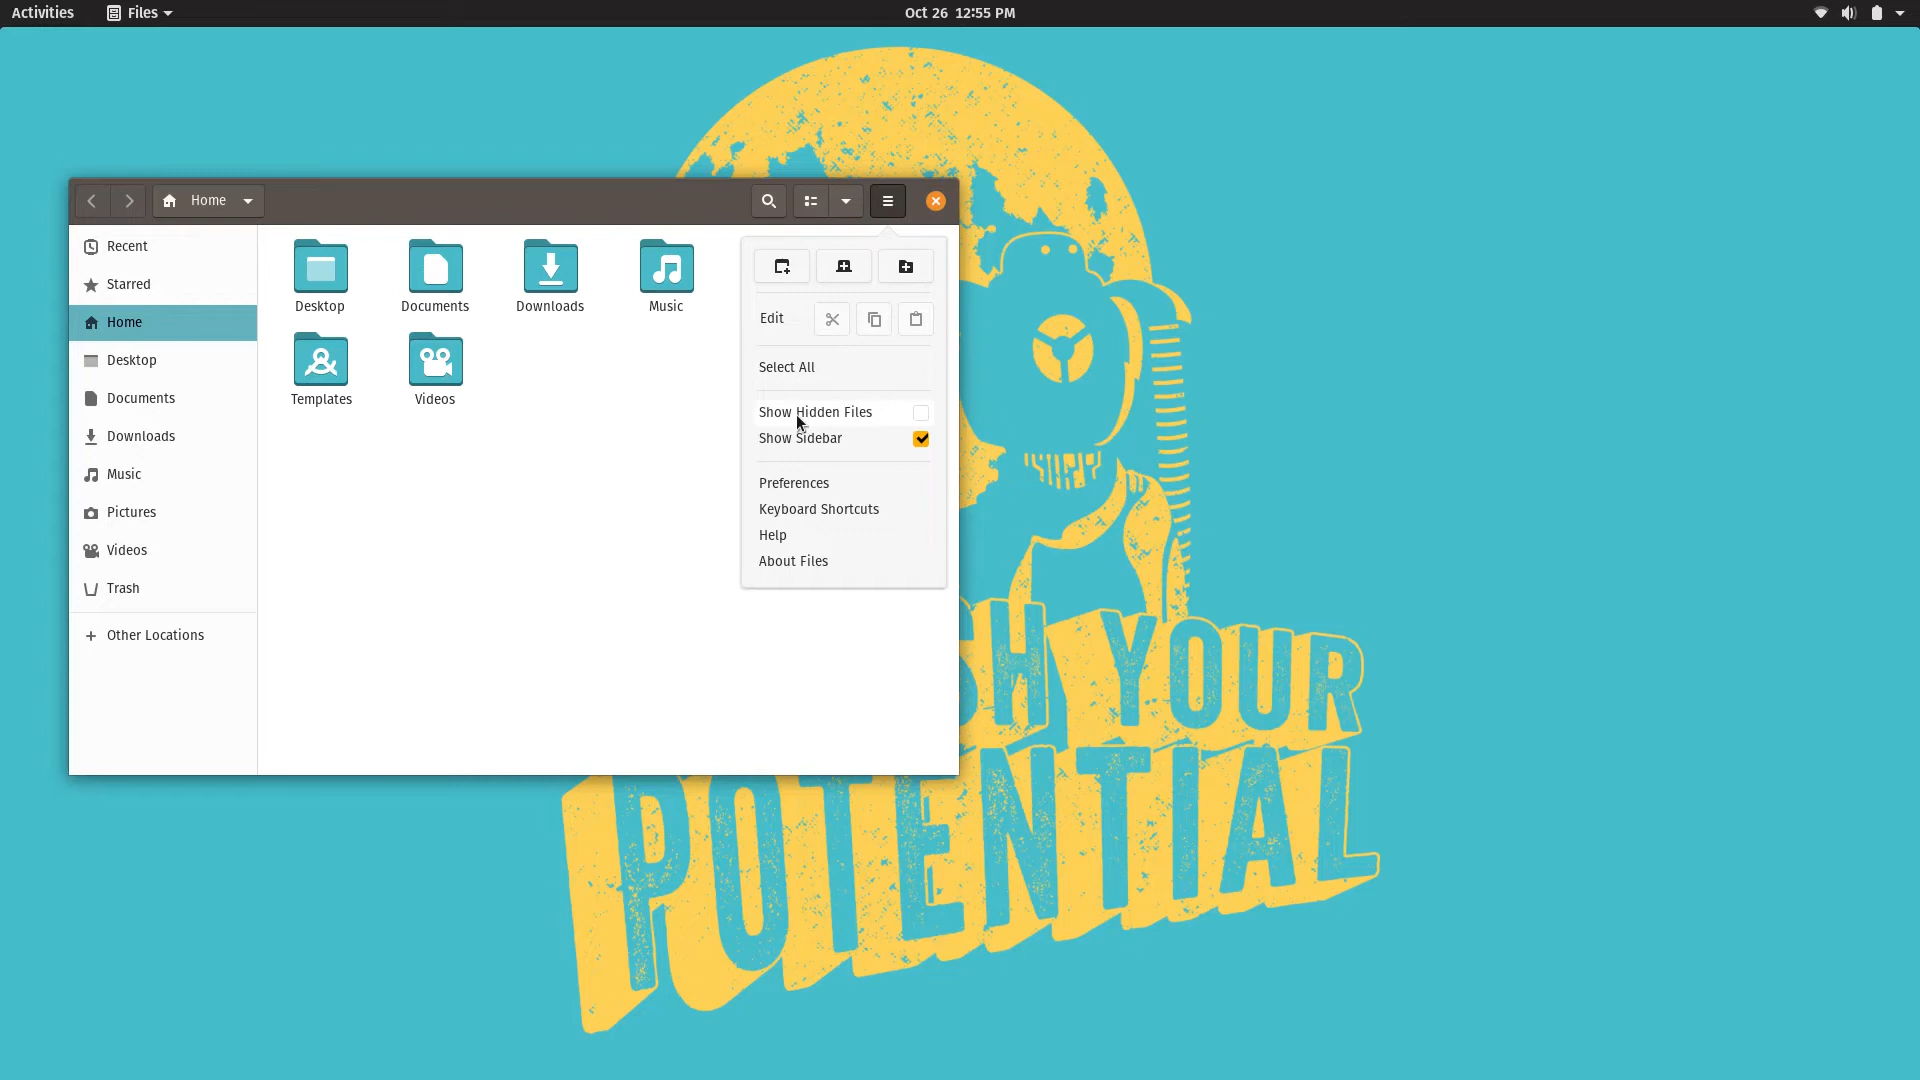 Activities
Files
Oct 26 12:55 PM
Home
Recent
Starred
Home
Desktop
Documents
Downloads
Music
Pictures
Videos
Trash
Other Locations
Desktop
Documents
Downloads
Music
Templates
Videos
Edit
Select All
Show Hidden Files
Show Sidebar
Preferences
Keyboard Shortcuts
Help
About Files
YOUR
POTENTIAL